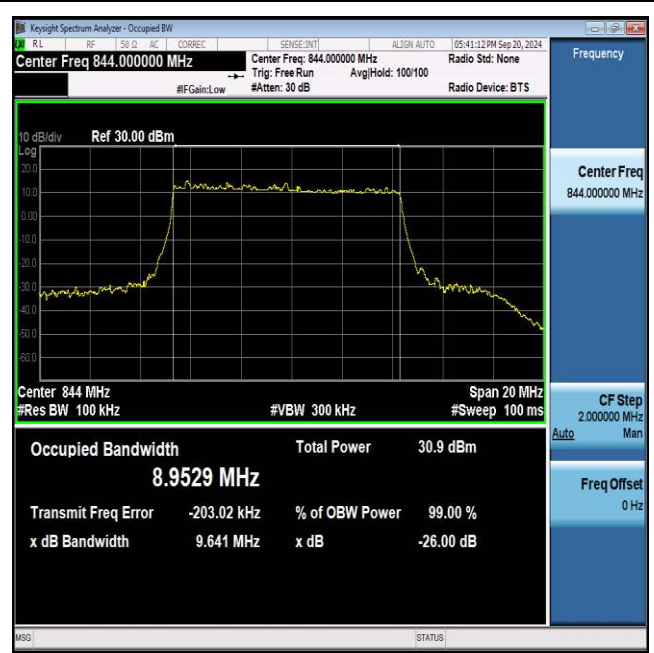 Keysight Spectrum Analyzer - Occupied BW
RL RF 50 Ω AC CORREC SENSE:INT ALIGN AUTO 05:41:12 PM Sep 20, 2024
Center Freq 844.000000 MHz
Center Freq: 844.000000 MHz Radio Std: None
Trig: Free Run Avg|Hold: 100/100
#IFGain:Low #Atten: 30 dB Radio Device: BTS
Frequency
10 dB/div Ref 30.00 dBm
Log
20.0
10.0
0.00
-10.0
-20.0
-30.0
-40.0
-50.0
-60.0
Center Freq
844.000000 MHz
Center 844 MHz Span 20 MHz
#Res BW 100 kHz #VBW 300 kHz #Sweep 100 ms
CF Step
2.000000 MHz
Auto Man
Occupied Bandwidth Total Power 30.9 dBm
8.9529 MHz
Transmit Freq Error -203.02 kHz % of OBW Power 99.00 %
x dB Bandwidth 9.641 MHz x dB -26.00 dB
Freq Offset
0 Hz
MSG STATUS